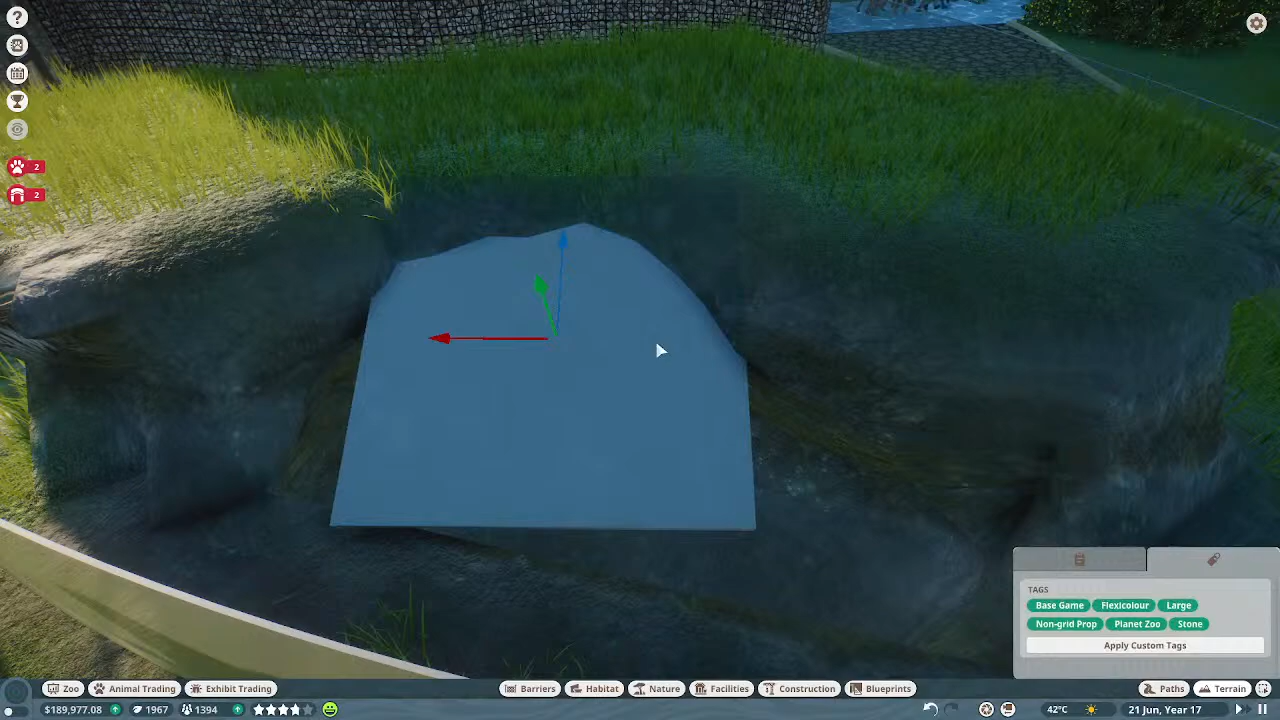 ?
2
2
TAGS
Base Game Flexicolour Large
Non-grid Prop Planet Zoo Stone
Apply Custom Tags
Zoo Animal Trading Exhibit Trading Barriers Habitat Nature Facilities Construction Blueprints Paths Terrain
$189,977.08 1967 1394 42°C 21 Jun, Year 17